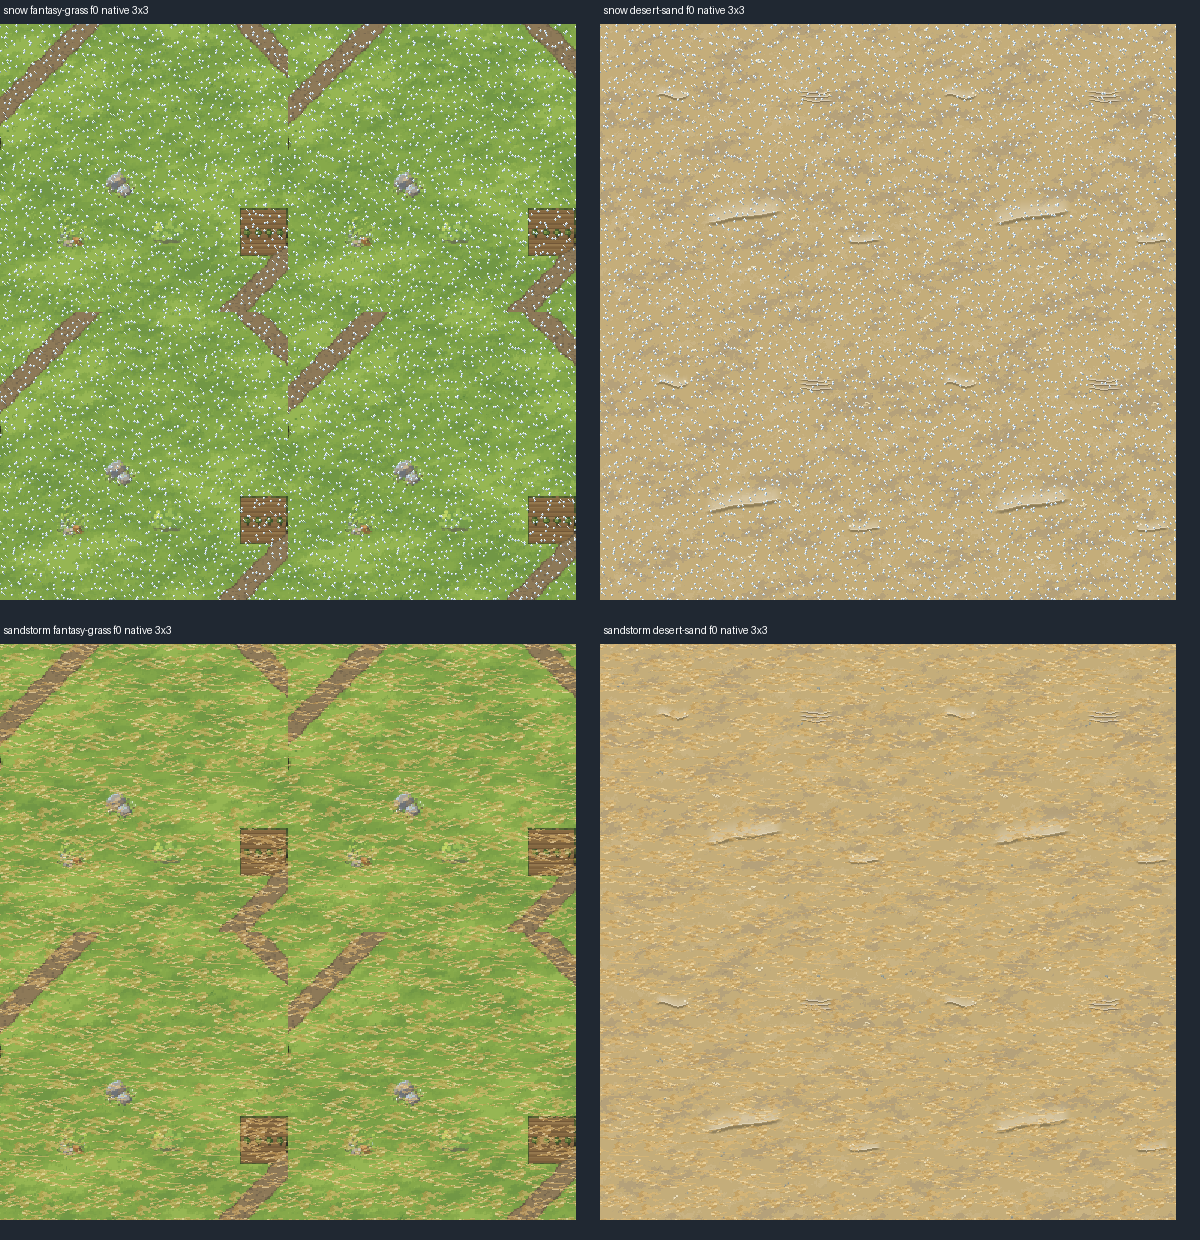 snow fantasy-grass f0 native 3x3
snow desert-sand f0 native 3x3
sandstorm fantasy-grass f0 native 3x3
sandstorm desert-sand f0 native 3x3